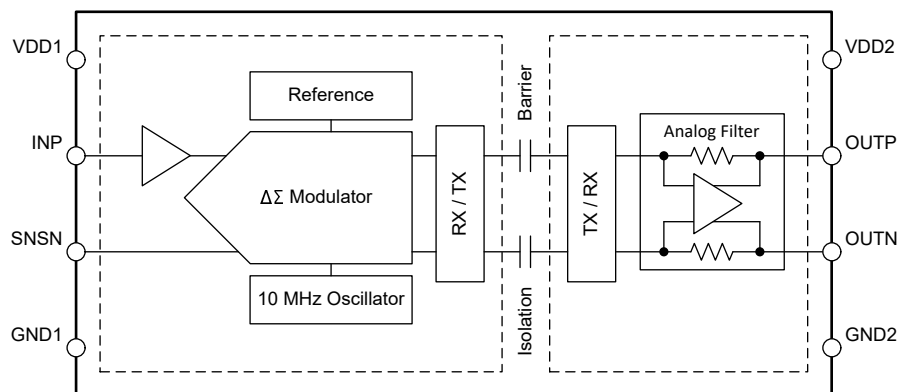 VDD1
VDD2
Barrier
Reference
Analog Filter
INP
OUTP
ΔΣ Modulator
RX / TX
TX / RX
SNSN
OUTN
10 MHz Oscillator
Isolation
GND1
GND2